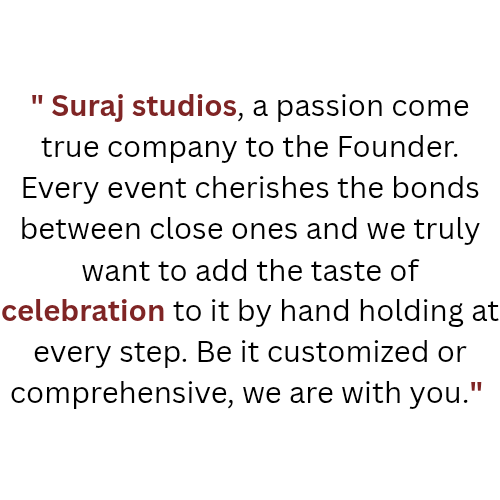 " Suraj studios, a passion come
true company to the Founder.
Every event cherishes the bonds
between close ones and we truly
want to add the taste of
celebration to it by hand holding at
every step. Be it customized or
comprehensive, we are with you."